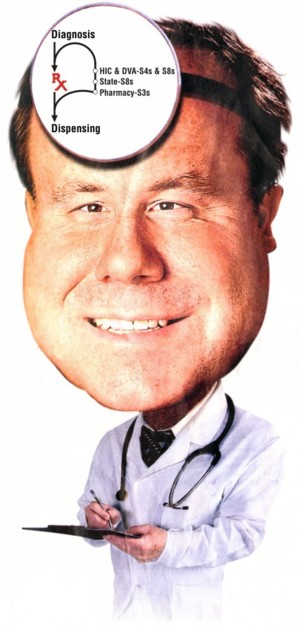 Diagnosis
Rx
HIC & DVA-S4s & S8s
State-S8s
Pharmacy-S3s
Dispensing